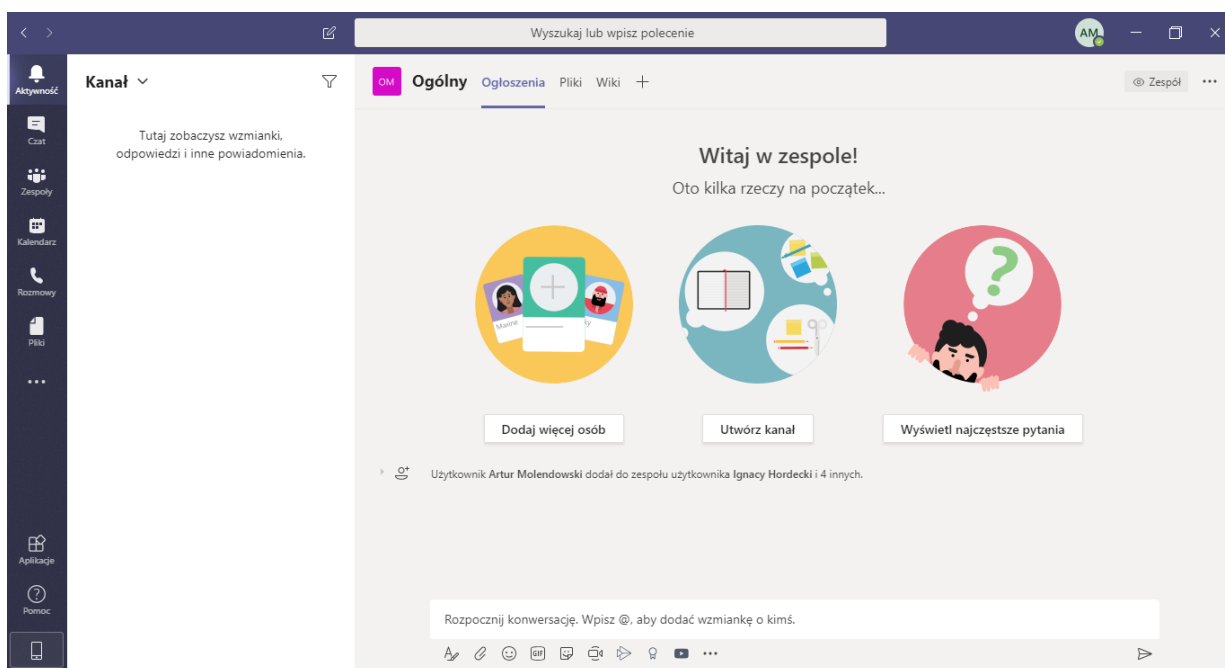 Wyszukaj lub wpisz polecenie
AM
Aktywność
Czat
Zespoły
Kalendarz
Rozmowy
Pliki
Aplikacje
Pomoc
Kanał
Tutaj zobaczysz wzmianki,
odpowiedzi i inne powiadomienia.
OM Ogólny Ogłoszenia Pliki Wiki
Zespół
Witaj w zespole!
Oto kilka rzeczy na początek...
Maxine
?
Dodaj więcej osób
Utwórz kanał
Wyświetl najczęstsze pytania
Użytkownik Artur Molendowski dodał do zespołu użytkownika Ignacy Hordecki i 4 innych.
Rozpocznij konwersację. Wpisz @, aby dodać wzmiankę o kimś.
GIF